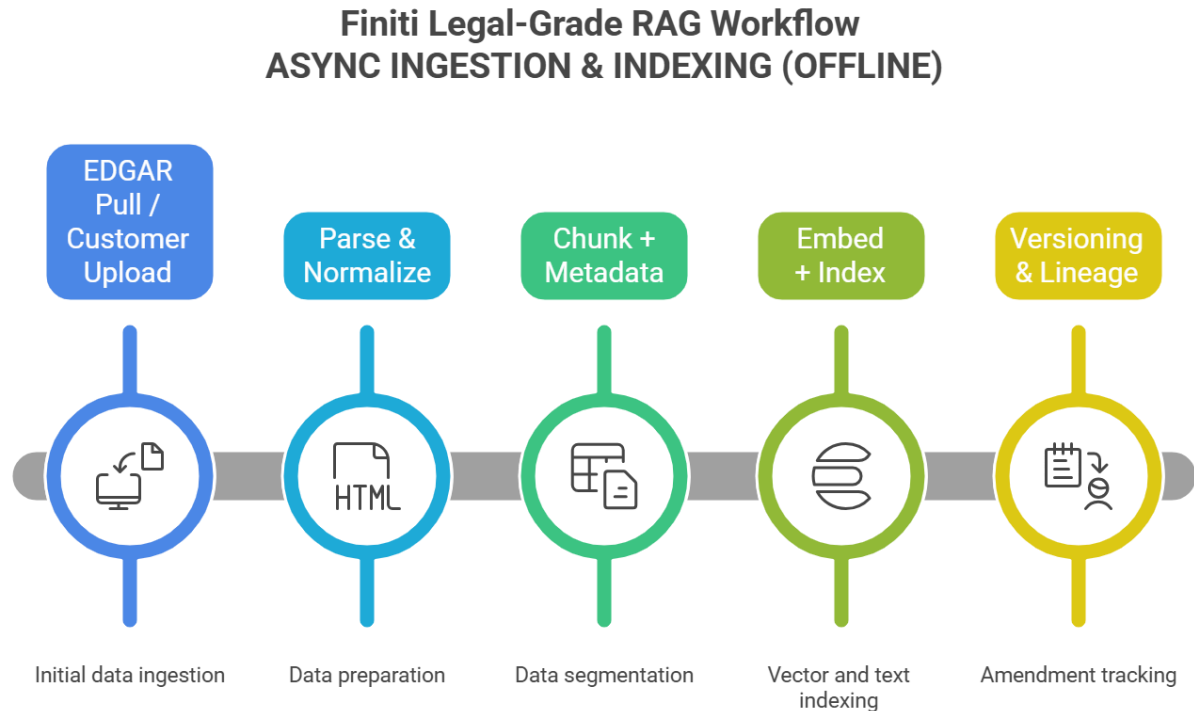 Finiti Legal-Grade RAG Workflow
ASYNC INGESTION & INDEXING (OFFLINE)
EDGAR
Pull /
Customer
Upload
Parse &
Normalize
Chunk +
Metadata
Embed
+ Index
Versioning
& Lineage
HTML
Initial data ingestion
Data preparation
Data segmentation
Vector and text
indexing
Amendment tracking